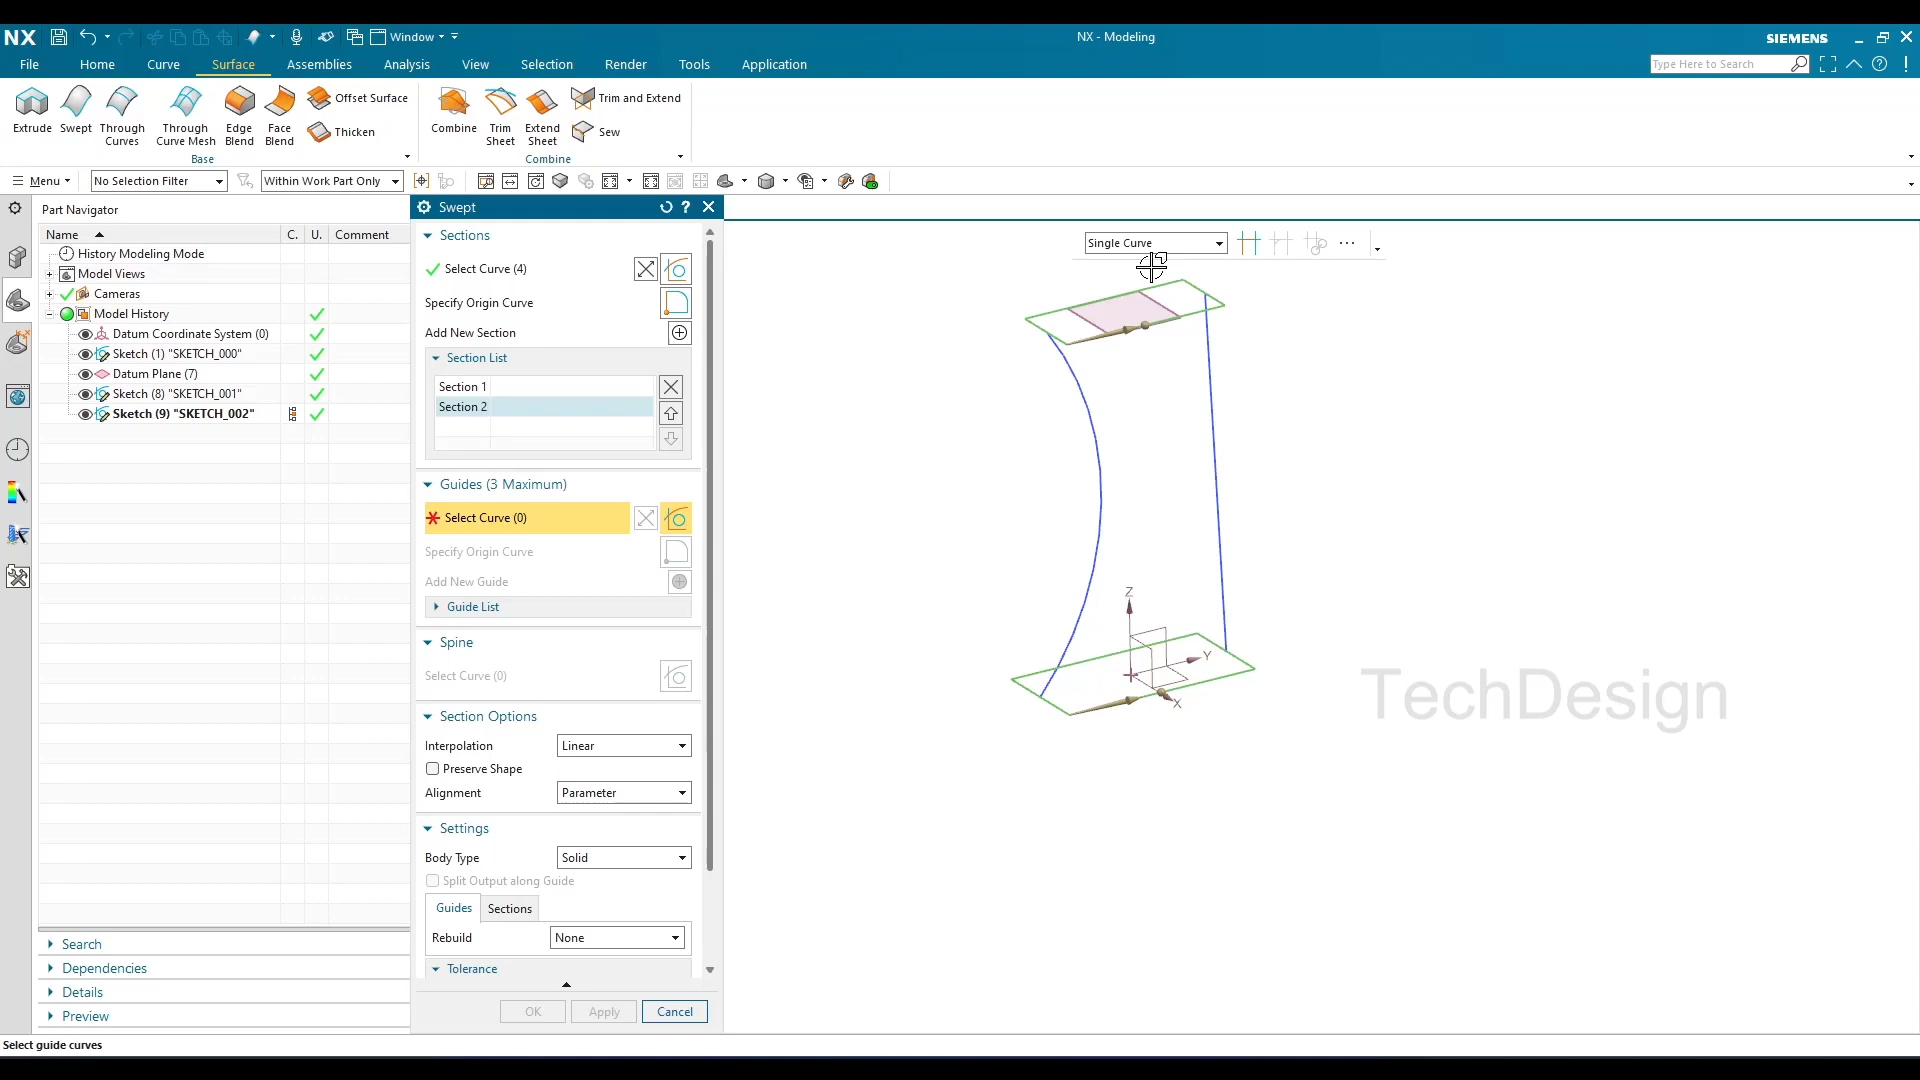 NX
Window
NX - Modeling
SIEMENS
File
Home
Curve
Surface
Assemblies
Analysis
View
Selection
Render
Tools
Application
Type Here to Search
Extrude
Swept
Through Curves
Through Curve Mesh
Edge Blend
Face Blend
Offset Surface
Thicken
Base
Combine
Trim Sheet
Extend Sheet
Trim and Extend
Sew
Combine
Menu
No Selection Filter
Within Work Part Only
Part Navigator
Name
C.
U.
Comment
History Modeling Mode
Model Views
Cameras
Model History
Datum Coordinate System (0)
Sketch (1) "SKETCH_000"
Datum Plane (7)
Sketch (8) "SKETCH_001"
Sketch (9) "SKETCH_002"
Search
Dependencies
Details
Preview
Swept
Sections
Select Curve (4)
Specify Origin Curve
Add New Section
Section List
Section 1
Section 2
Guides (3 Maximum)
Select Curve (0)
Specify Origin Curve
Add New Guide
Guide List
Spine
Select Curve (0)
Section Options
Interpolation
Linear
Preserve Shape
Alignment
Parameter
Settings
Body Type
Solid
Split Output along Guide
Guides
Sections
Rebuild
None
Tolerance
OK
Apply
Cancel
Single Curve
Z
Y
X
TechDesign
Select guide curves